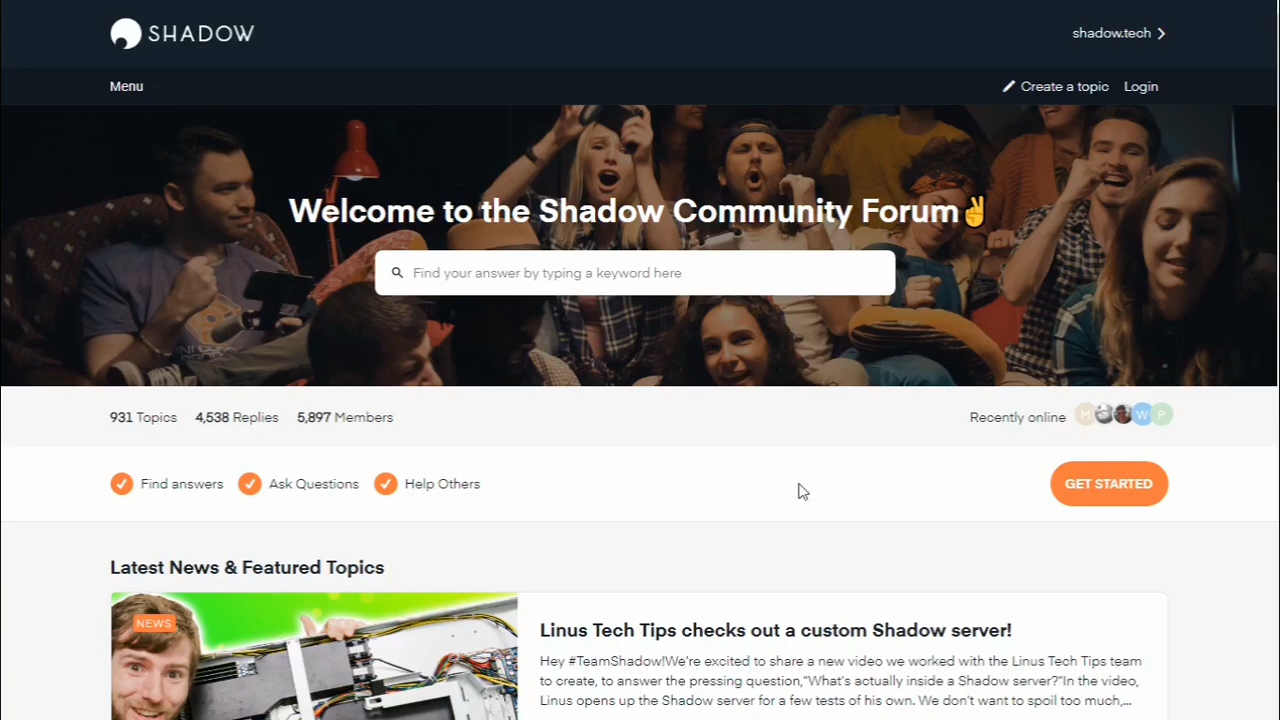 SHADOW
shadow.tech
Menu
Create a topic Login
Welcome to the Shadow Community Forum✌
Find your answer by typing a keyword here
931 Topics 4,538 Replies 5,897 Members
Recently online M W P
Find answers Ask Questions Help Others
GET STARTED
Latest News & Featured Topics
NEWS
Linus Tech Tips checks out a custom Shadow server!
Hey #TeamShadow!We're excited to share a new video we worked with the Linus Tech Tips team
to create, to answer the pressing question,"What's actually inside a Shadow server?"In the video,
Linus opens up the Shadow server for a few tests of his own. We don't want to spoil too much,...